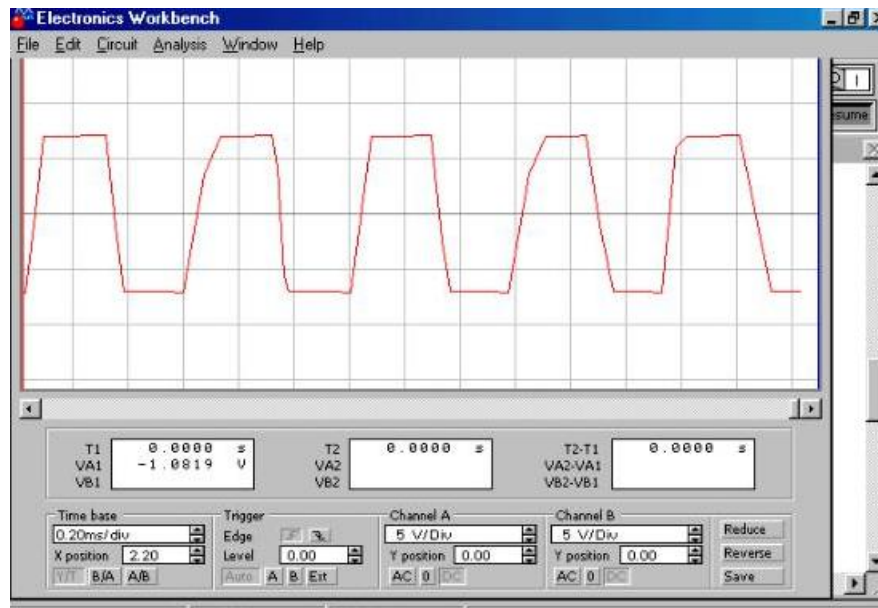 Electronics Workbench
File Edit Circuit Analysis Window Help
T1 0.0000 s
VA1 -1.0819 V
VB1
T2 0.0000 s
VA2
VB2
T2-T1 0.0000 s
VA2-VA1
VB2-VB1
Time base
0.20ms/div
X position 2.20
Y/T B/A A/B
Trigger
Edge
Level 0.00
Auto A B Ext
Channel A
5 V/Div
Y position 0.00
AC 0 DC
Channel B
5 V/Div
Y position 0.00
AC 0 DC
Reduce
Reverse
Save